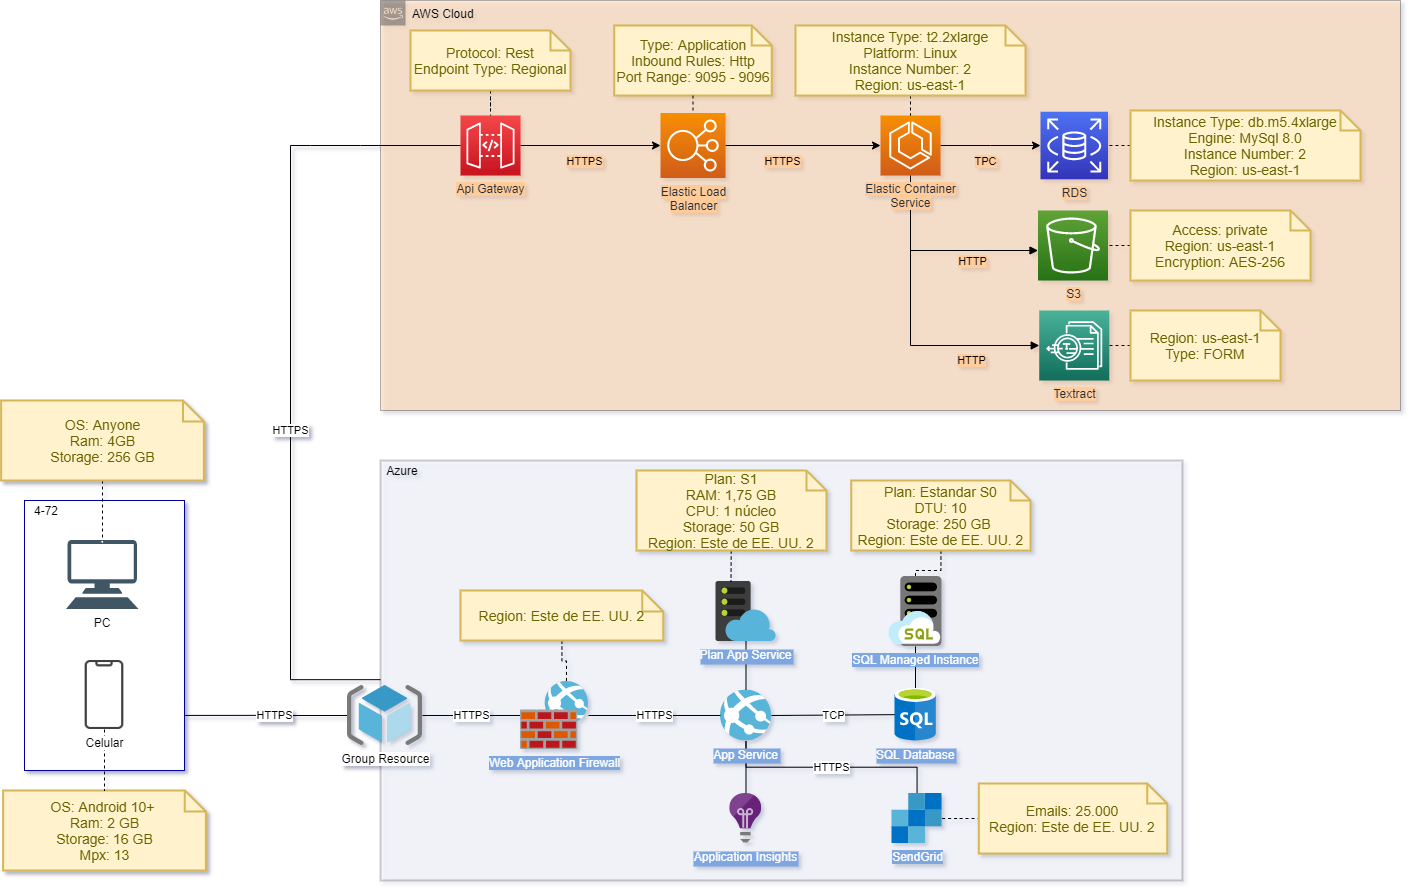 aws
AWS Cloud
Protocol: Rest
Endpoint Type: Regional
Type: Application
Inbound Rules: Http
Port Range: 9095 - 9096
Instance Type: t2.2xlarge
Platform: Linux
Instance Number: 2
Region: us-east-1
Instance Type: db.m5.4xlarge
Engine: MySql 8.0
Instance Number: 2
Region: us-east-1
HTTPS
HTTPS
TPC
Api Gateway
Elastic Load
Balancer
Elastic Container
Service
RDS
Access: private
Region: us-east-1
Encryption: AES-256
HTTP
S3
Region: us-east-1
Type: FORM
HTTP
Textract
HTTPS
OS: Anyone
Ram: 4GB
Storage: 256 GB
4-72
PC
Celular
OS: Android 10+
Ram: 2 GB
Storage: 16 GB
Mpx: 13
Azure
Plan: S1
RAM: 1,75 GB
CPU: 1 núcleo
Storage: 50 GB
Region: Este de EE. UU. 2
Plan: Estandar S0
DTU: 10
Storage: 250 GB
Region: Este de EE. UU. 2
Region: Este de EE. UU. 2
Plan App Service
SQL
SQL Managed Instance
HTTPS
HTTPS
HTTPS
TCP
SQL
Group Resource
Web Application Firewall
App Service
SQL Database
HTTPS
Emails: 25.000
Region: Este de EE. UU. 2
Application Insights
SendGrid